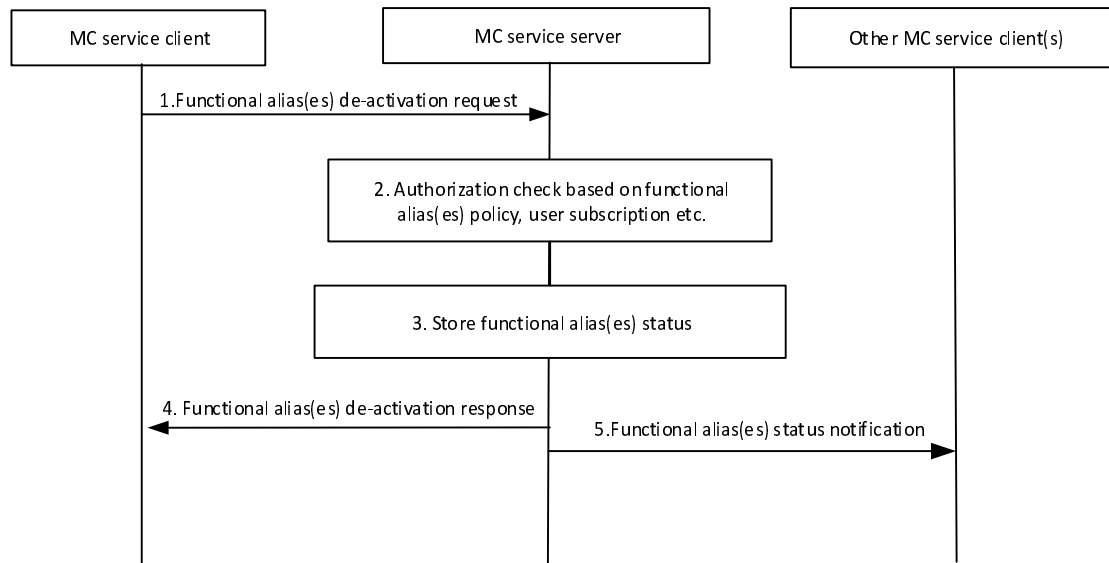 MC service client
MC service server
Other MC service client(s)
1.Functional alias(es) de-activation request
2. Authorization check based on functional
alias(es) policy, user subscription etc.
3. Store functional alias(es) status
4. Functional alias(es) de-activation response
5.Functional alias(es) status notification